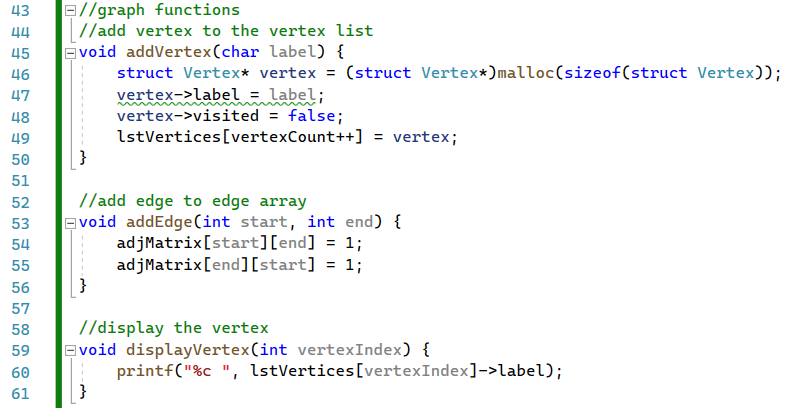 43 //graph functions
44 //add vertex to the vertex list
45 void addVertex(char label) {
46     struct Vertex* vertex = (struct Vertex*)malloc(sizeof(struct Vertex));
47     vertex->label = label;
48     vertex->visited = false;
49     lstVertices[vertexCount++] = vertex;
50 }
51
52 //add edge to edge array
53 void addEdge(int start, int end) {
54     adjMatrix[start][end] = 1;
55     adjMatrix[end][start] = 1;
56 }
57
58 //display the vertex
59 void displayVertex(int vertexIndex) {
60     printf("%c ", lstVertices[vertexIndex]->label);
61 }